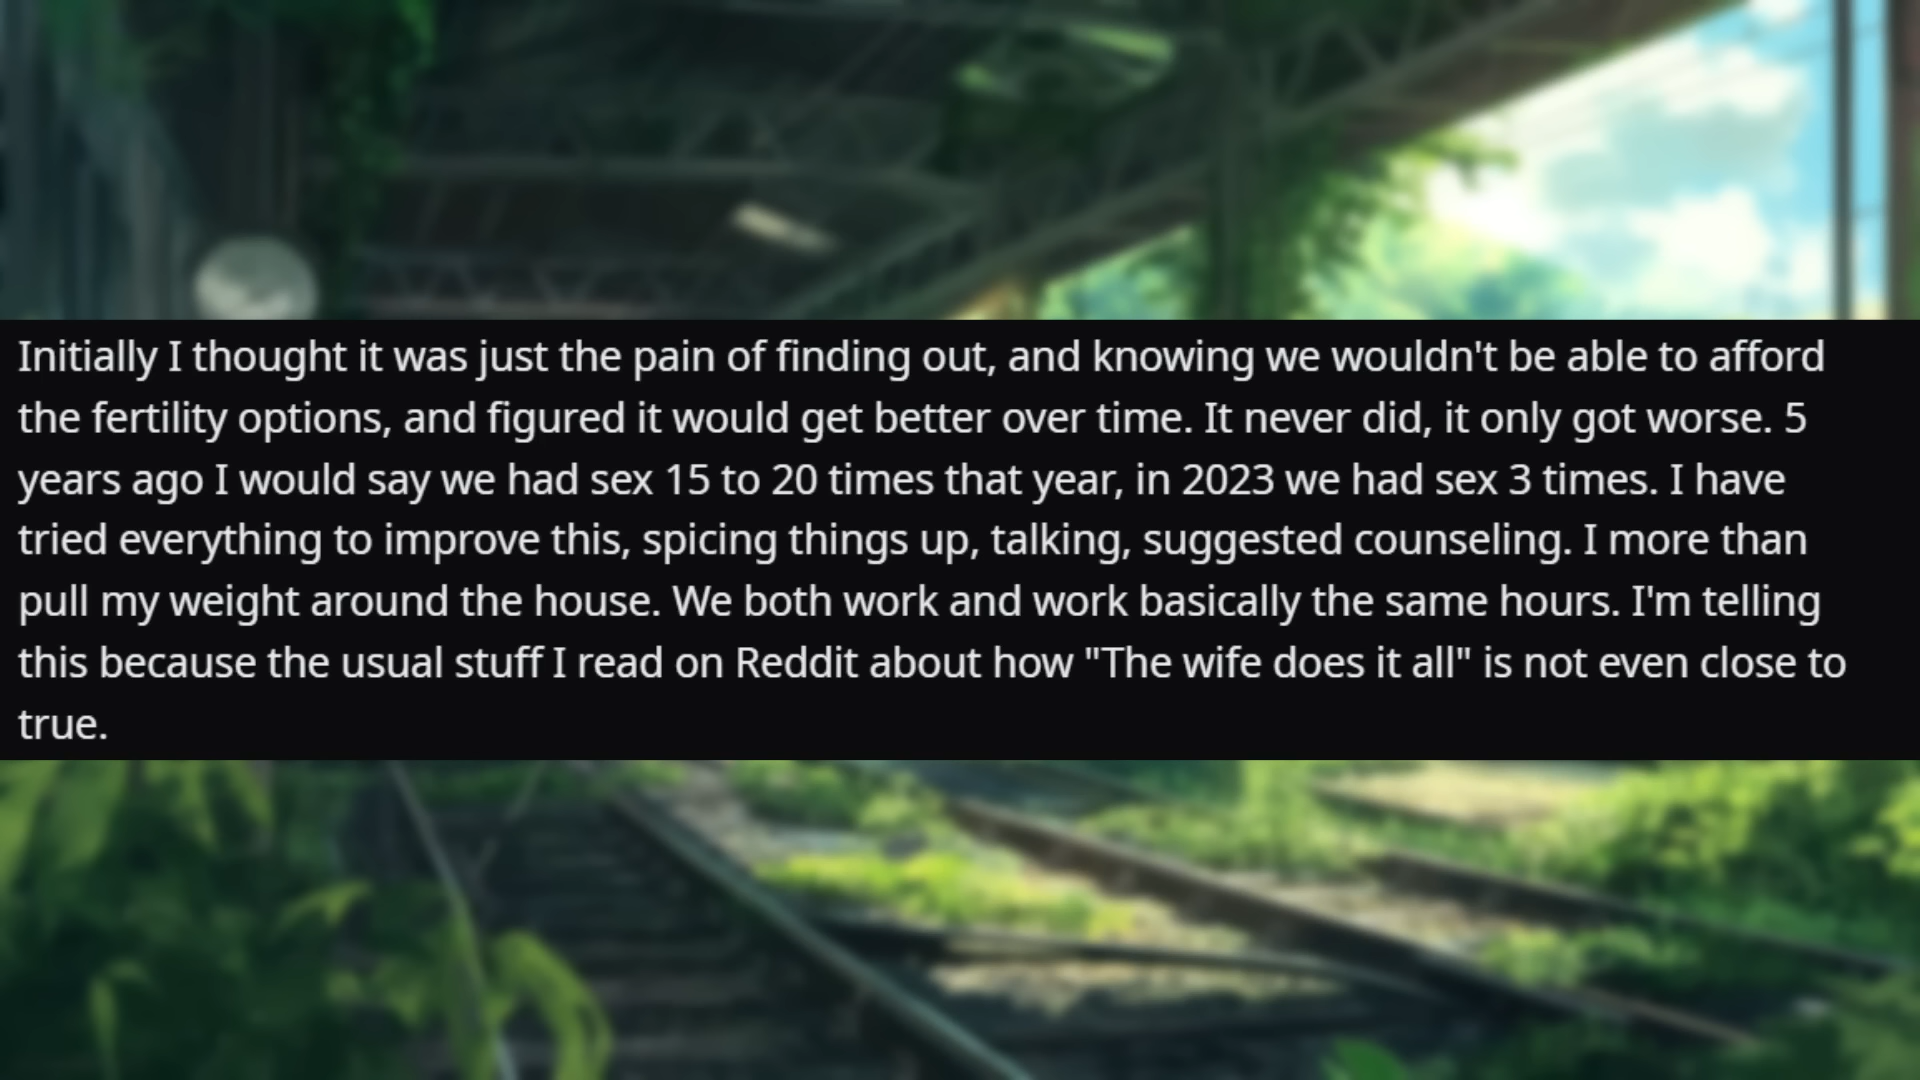 Initially I thought it was just the pain of finding out, and knowing we wouldn't be able to afford
the fertility options, and figured it would get better over time. It never did, it only got worse. 5
years ago I would say we had sex 15 to 20 times that year, in 2023 we had sex 3 times. I have
tried everything to improve this, spicing things up, talking, suggested counseling. I more than
pull my weight around the house. We both work and work basically the same hours. I'm telling
this because the usual stuff I read on Reddit about how "The wife does it all" is not even close to
true.